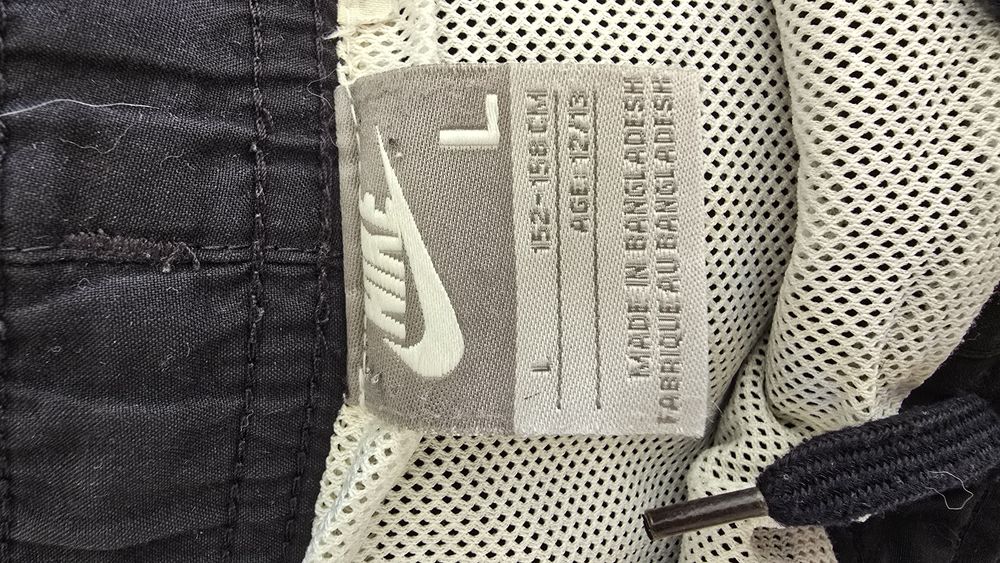 NIKE
L
L 152-158 CM
AGE: 12/13
MADE IN BANGLADESH
FABRIQUE AU BANGLADESH